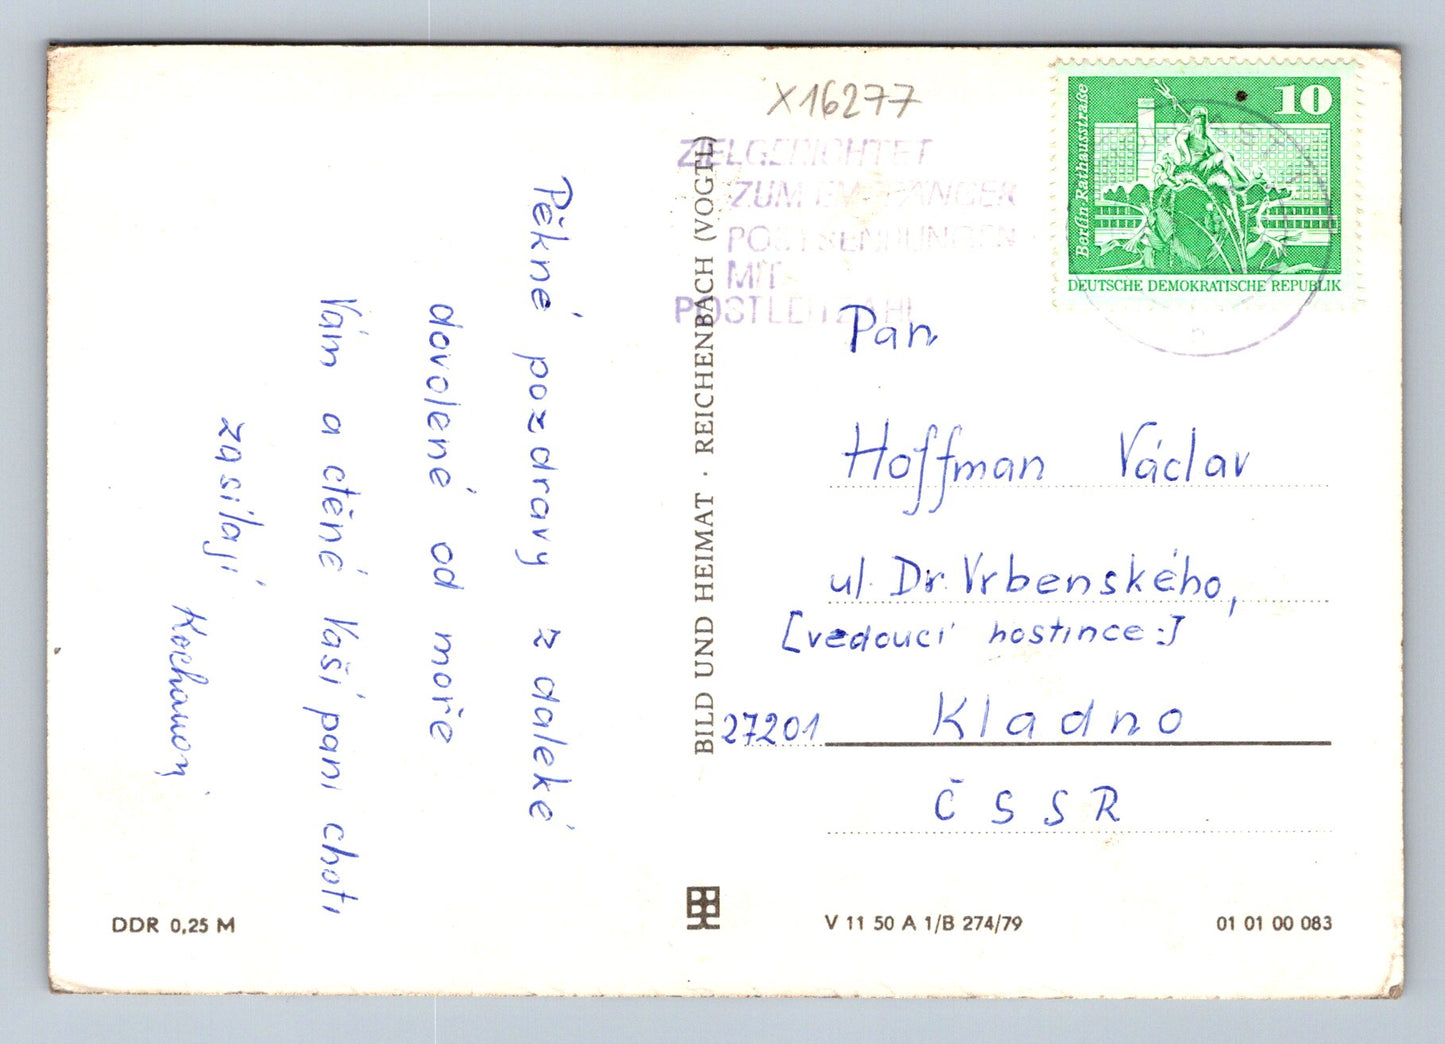 X16277
ZIELGERICHTET
ZUM EMPFÄNGER
POSTSENDUNGEN
MIT
POSTLEITZAHL
Berlin-Rathausstraße
10
DEUTSCHE DEMOKRATISCHE REPUBLIK
Pěkné pozdravy z daleké
dovolené od moře
Vám a ctěné Vaší paní choti
zasílají
BILD UND HEIMAT · REICHENBACH (VOGTL)
Pan
Hoffman Václav
ul. Dr. Vrbenského,
[vedoucí hostince:]
27201 Kladno
ČSSR
DDR 0,25 M
V 11 50 A 1/B 274/79
01 01 00 083